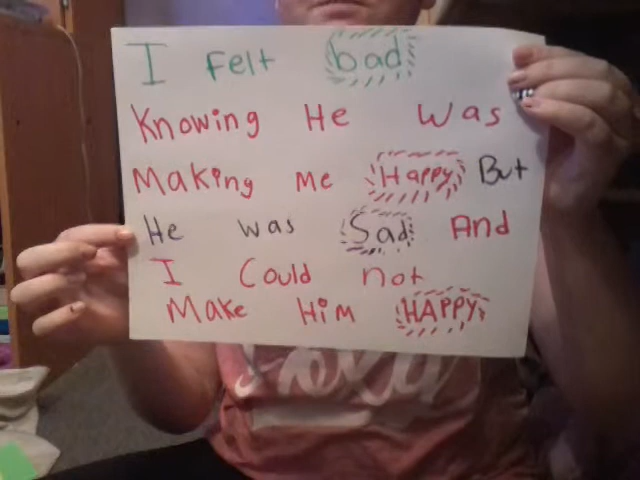 I Felt bad
Knowing He was
Making me Happy But
He was Sad And
I Could not
Make Him HAPPY